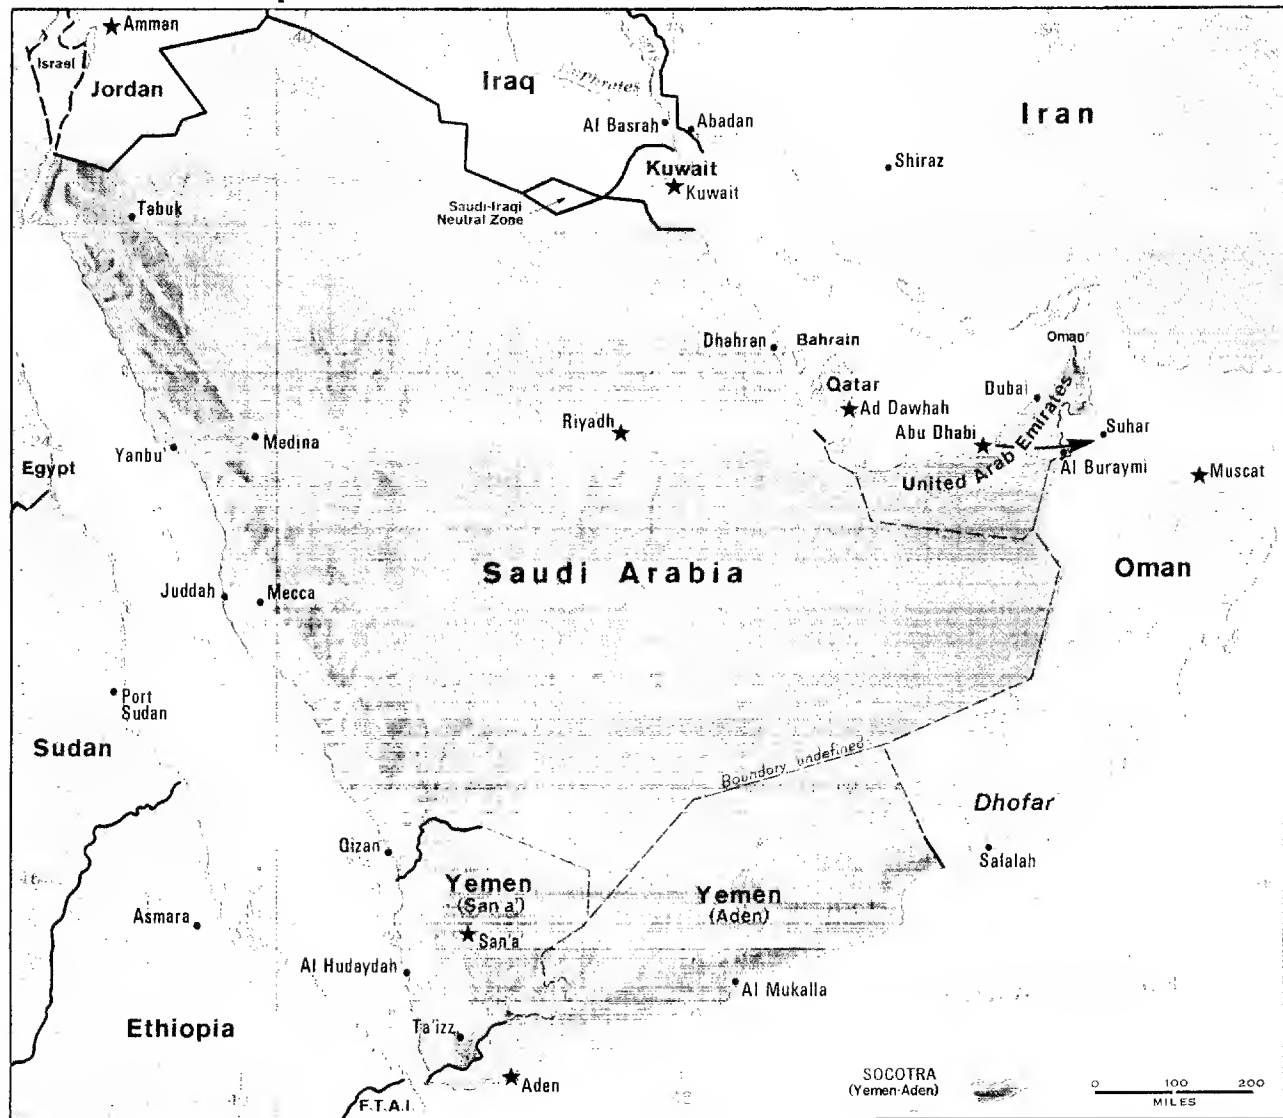 Amman
40
Israel
Jordan
Iraq
Euphrates
Iran
Al Basrah
Abadan
Shiraz
Kuwait
Kuwait
Saudi-Iraqi
Neutral Zone
Tabuk
Dhahran
Bahrain
Oman
Qatar
Dubai
Ad Dawhah
Riyadh
Abu Dhabi
Suhar
Medina
Yanbu'
Al Buraymi
Egypt
United Arab Emirates
Muscat
Saudi Arabia
Oman
Juddah
Mecca
Port
Sudan
Sudan
Boundary undefined
Dhofar
Qizan
Salalah
16
Yemen
(San'a')
Yemen
(Aden)
Asmara
San'a'
Al Hudaydah
Al Mukalla
Ethiopia
Ta'izz
Aden
SOCOTRA
(Yemen-Aden)
0 100 200
MILES
F.T.A.I.